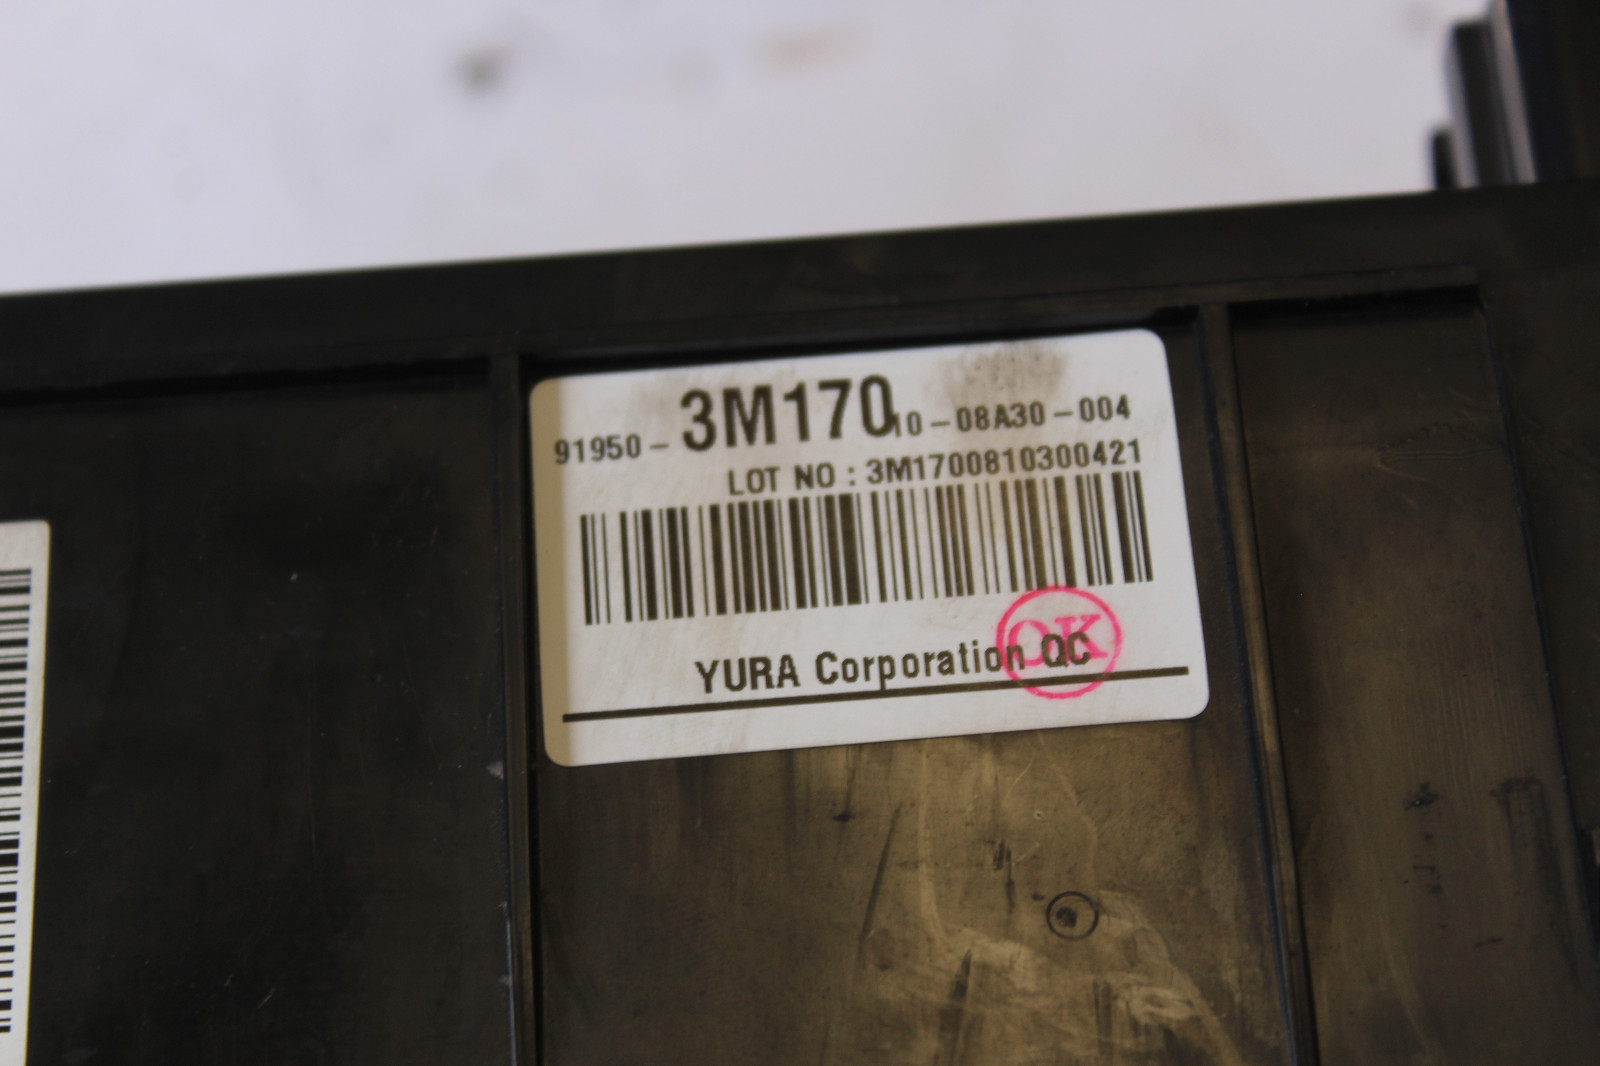 91950-3M170 10-08A30-004
LOT NO : 3M1700810300421
YURA Corporation QC
OK